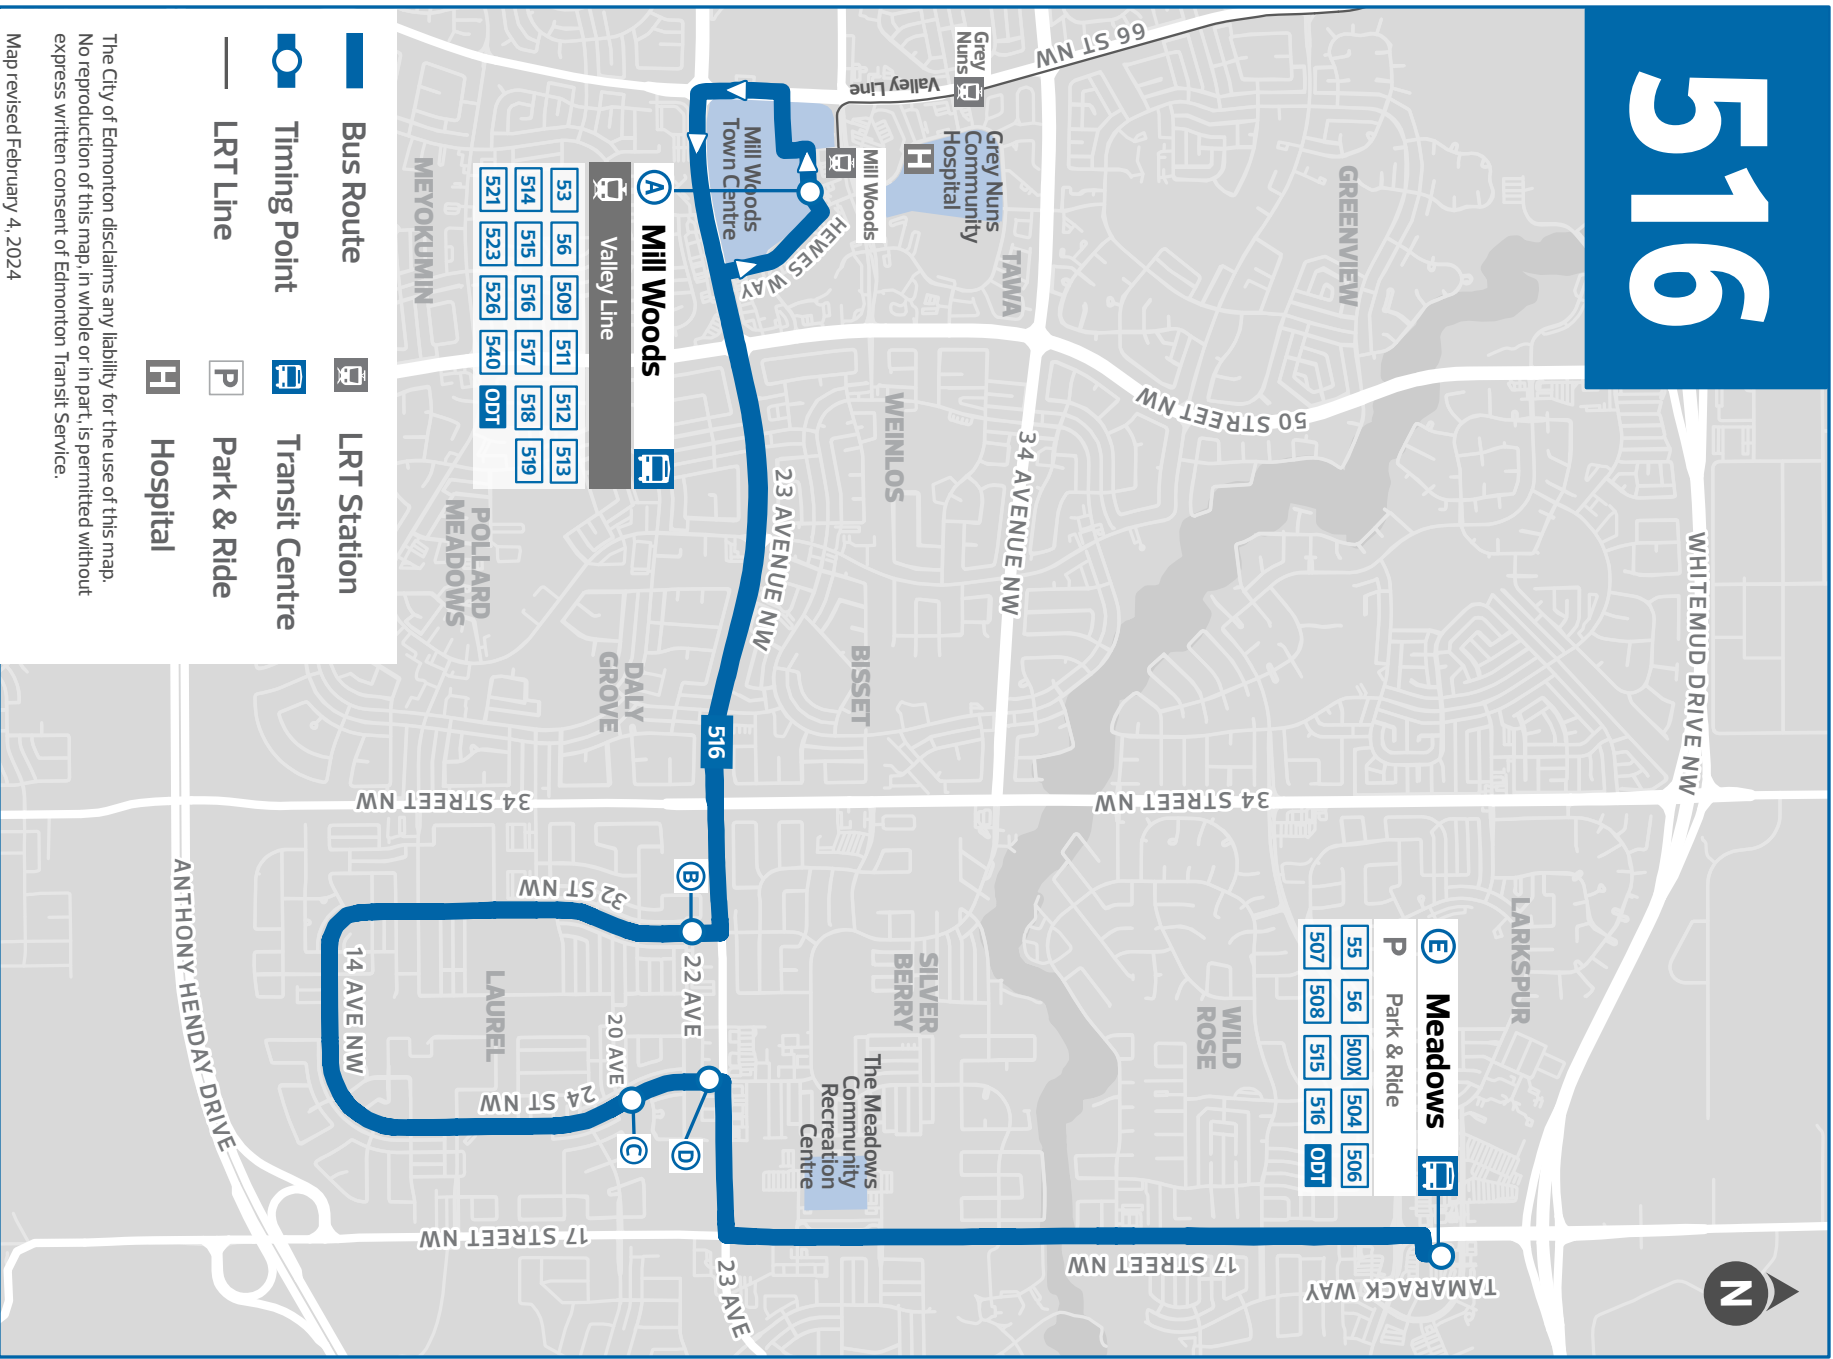 516
WHITEMUD DRIVE NW
GREENVIEW
50 STREET NW
66 ST NW
Grey
Nuns
Valley Line
Grey Nuns
Community
Hospital
H
TAWA
34 AVENUE NW
Mill Woods
HEWES WAY
Mill Woods
Town Centre
WEINLOS
23 AVENUE NW
A Mill Woods
Valley Line
53 56 509 511 512 513
514 515 516 517 518 519
521 523 526 540 ODT
MEYOKUMIN
POLLARD
MEADOWS
DALY
GROVE
BISSET
516
34 STREET NW
34 STREET NW
LARKSPUR
E Meadows
P Park & Ride
55 56 500X 504 506
507 508 515 516 ODT
WILD
ROSE
SILVER
BERRY
The Meadows
Community
Recreation
Centre
B
22 AVE
32 ST NW
20 AVE
LAUREL
24 ST NW
14 AVE NW
C
D
ANTHONY HENDAY DRIVE
17 STREET NW
17 STREET NW
TAMARACK WAY
23 AVE
N
Bus Route
Timing Point
LRT Line
LRT Station
Transit Centre
P Park & Ride
H Hospital
The City of Edmonton disclaims any liability for the use of this map.
No reproduction of this map, in whole or in part, is permitted without
express written consent of Edmonton Transit Service.
Map revised February 4, 2024